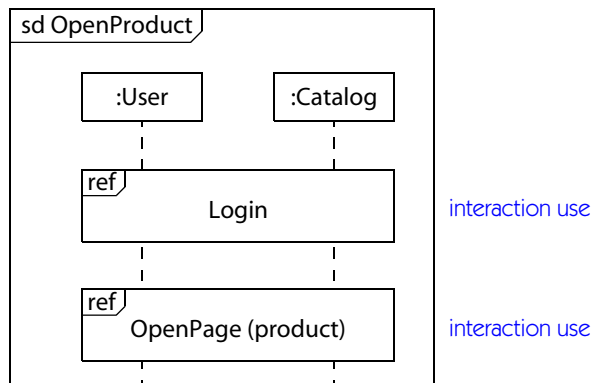 sd OpenProduct
:User
:Catalog
ref
Login
interaction use
ref
OpenPage (product)
interaction use